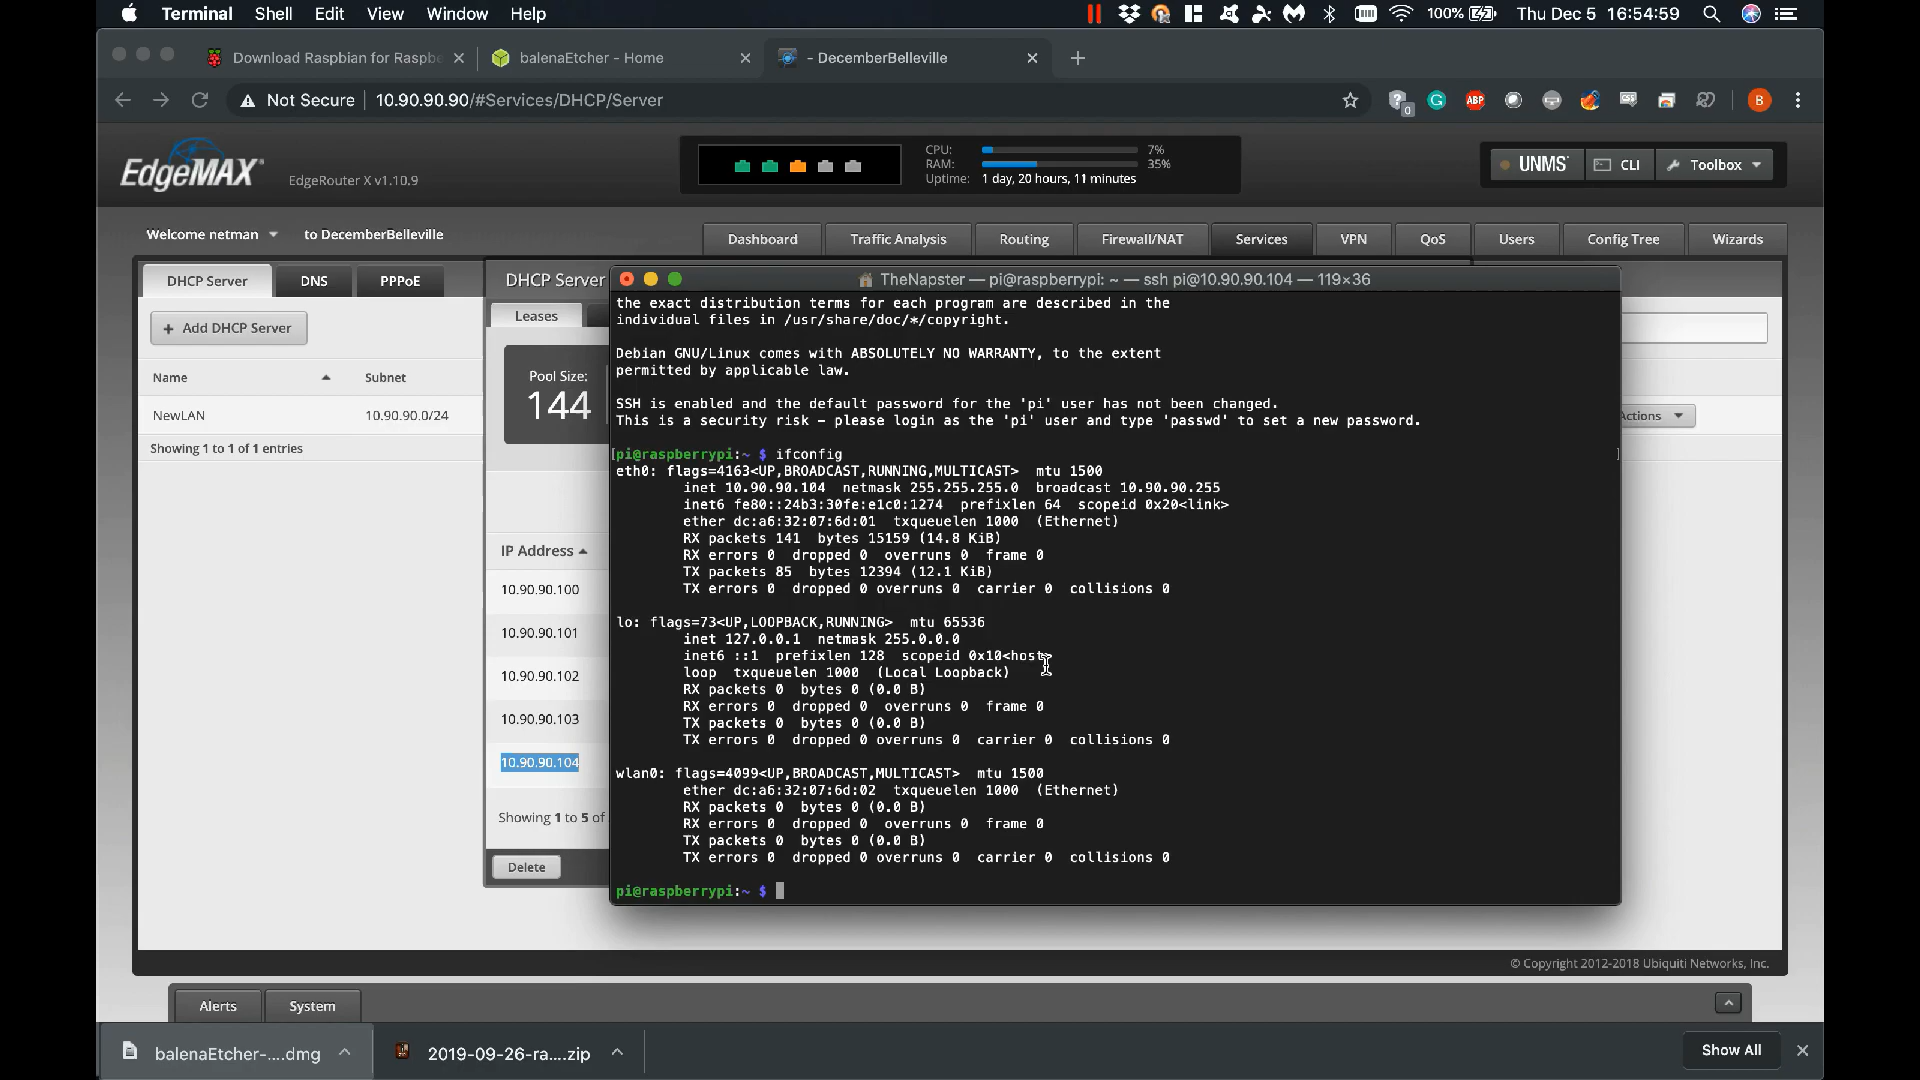 Terminal Shell Edit View Window Help 100% Thu Dec 5 16:54:59
Download Raspbian for Raspbe
balenaEtcher - Home
- DecemberBelleville
Not Secure 10.90.90.90/#Services/DHCP/Server
EdgeMAX
EdgeRouter X v1.10.9
CPU: 7%
RAM: 35%
Uptime: 1 day, 20 hours, 11 minutes
UNMS CLI Toolbox
Welcome netman to DecemberBelleville
Dashboard Traffic Analysis Routing Firewall/NAT Services VPN QoS Users Config Tree Wizards
DHCP Server DNS PPPoE
+ Add DHCP Server
Name Subnet
NewLAN 10.90.90.0/24
Showing 1 to 1 of 1 entries
DHCP Server
Leases
Pool Size:
144
Actions
IP Address
10.90.90.100
10.90.90.101
10.90.90.102
10.90.90.103
10.90.90.104
Showing 1 to 5 of
Delete
TheNapster — pi@raspberrypi: ~ — ssh pi@10.90.90.104 — 119×36
the exact distribution terms for each program are described in the
individual files in /usr/share/doc/*/copyright.
Debian GNU/Linux comes with ABSOLUTELY NO WARRANTY, to the extent
permitted by applicable law.
SSH is enabled and the default password for the 'pi' user has not been changed.
This is a security risk - please login as the 'pi' user and type 'passwd' to set a new password.
[pi@raspberrypi:~ $ ifconfig ]
eth0: flags=4163<UP,BROADCAST,RUNNING,MULTICAST> mtu 1500
inet 10.90.90.104 netmask 255.255.255.0 broadcast 10.90.90.255
inet6 fe80::24b3:30fe:e1c0:1274 prefixlen 64 scopeid 0x20<link>
ether dc:a6:32:07:6d:01 txqueuelen 1000 (Ethernet)
RX packets 141 bytes 15159 (14.8 KiB)
RX errors 0 dropped 0 overruns 0 frame 0
TX packets 85 bytes 12394 (12.1 KiB)
TX errors 0 dropped 0 overruns 0 carrier 0 collisions 0
lo: flags=73<UP,LOOPBACK,RUNNING> mtu 65536
inet 127.0.0.1 netmask 255.0.0.0
inet6 ::1 prefixlen 128 scopeid 0x10<host>
loop txqueuelen 1000 (Local Loopback)
RX packets 0 bytes 0 (0.0 B)
RX errors 0 dropped 0 overruns 0 frame 0
TX packets 0 bytes 0 (0.0 B)
TX errors 0 dropped 0 overruns 0 carrier 0 collisions 0
wlan0: flags=4099<UP,BROADCAST,MULTICAST> mtu 1500
ether dc:a6:32:07:6d:02 txqueuelen 1000 (Ethernet)
RX packets 0 bytes 0 (0.0 B)
RX errors 0 dropped 0 overruns 0 frame 0
TX packets 0 bytes 0 (0.0 B)
TX errors 0 dropped 0 overruns 0 carrier 0 collisions 0
pi@raspberrypi:~ $
© Copyright 2012-2018 Ubiquiti Networks, Inc.
Alerts System
balenaEtcher-....dmg
2019-09-26-ra....zip
Show All